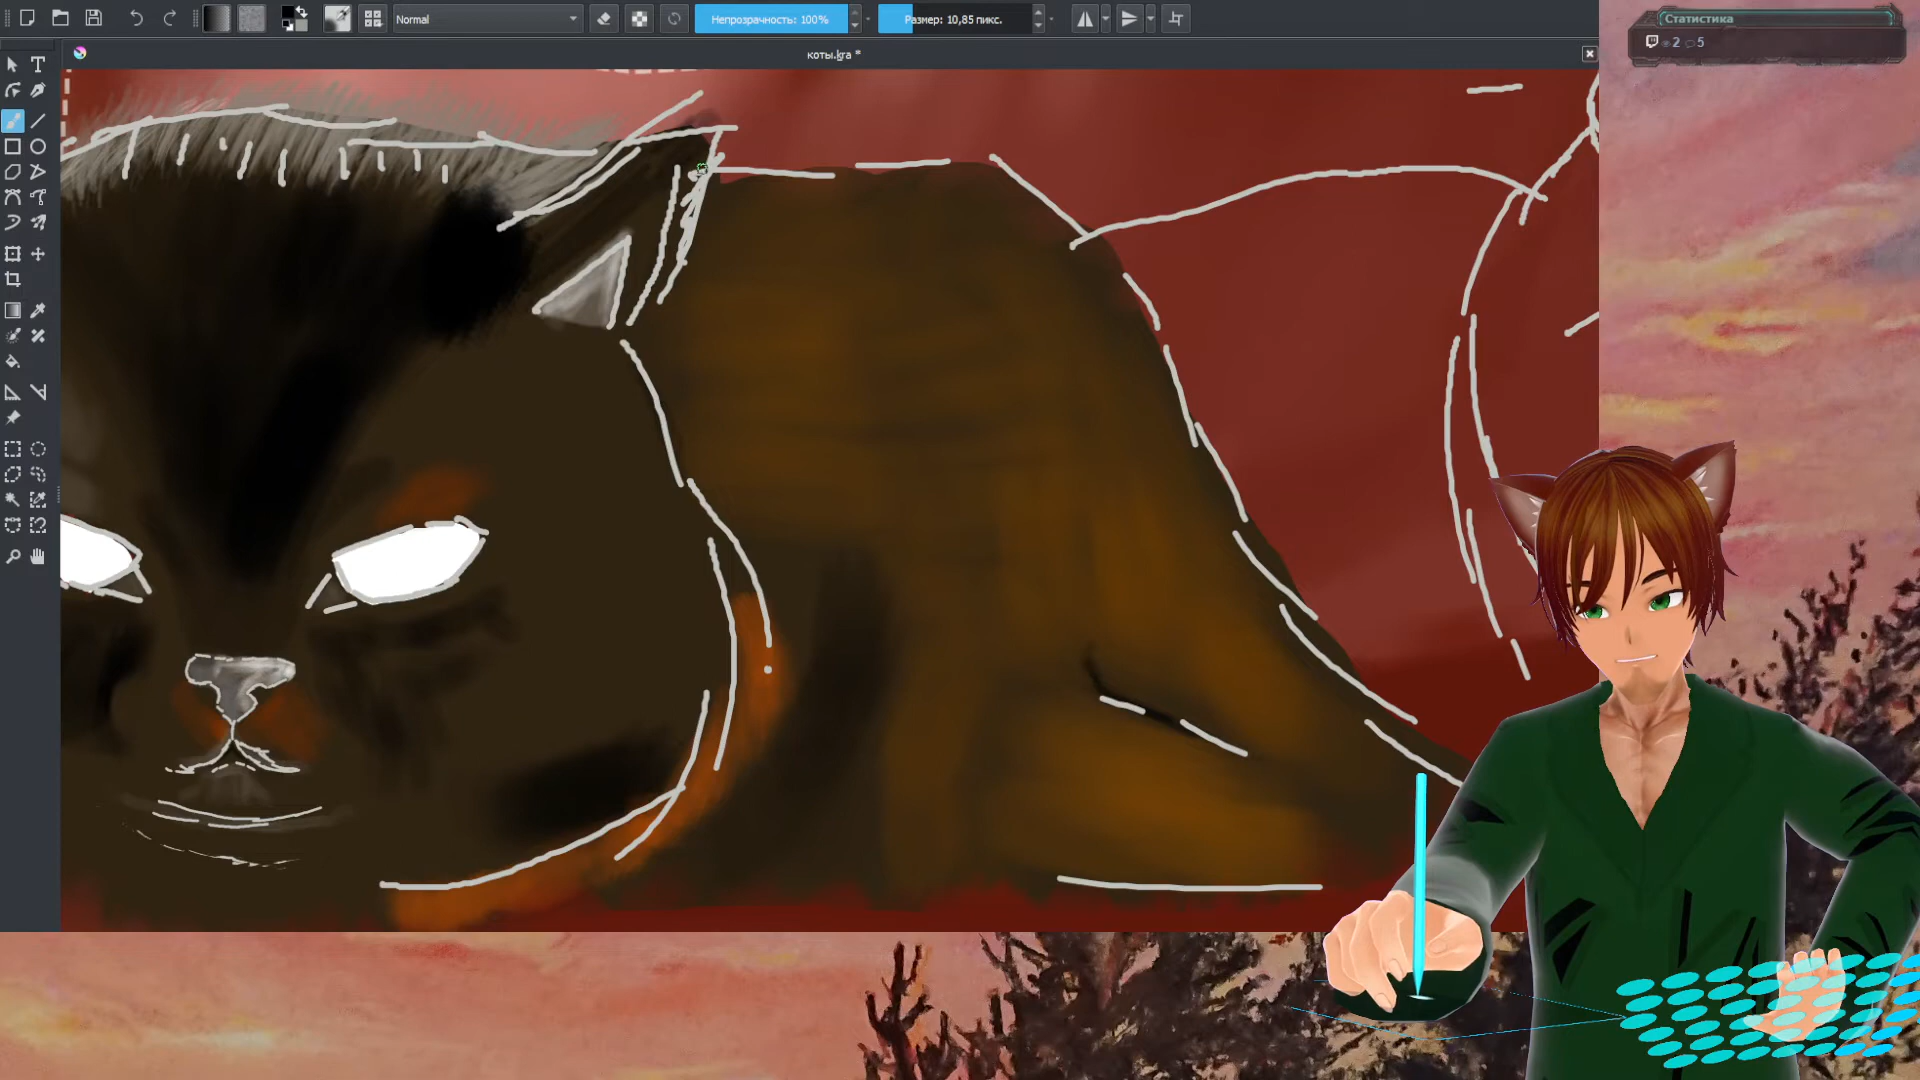 Normal
Непрозрачность: 100%
Размер: 10,85 пикс.
Статистика
2 5
коты.kra *